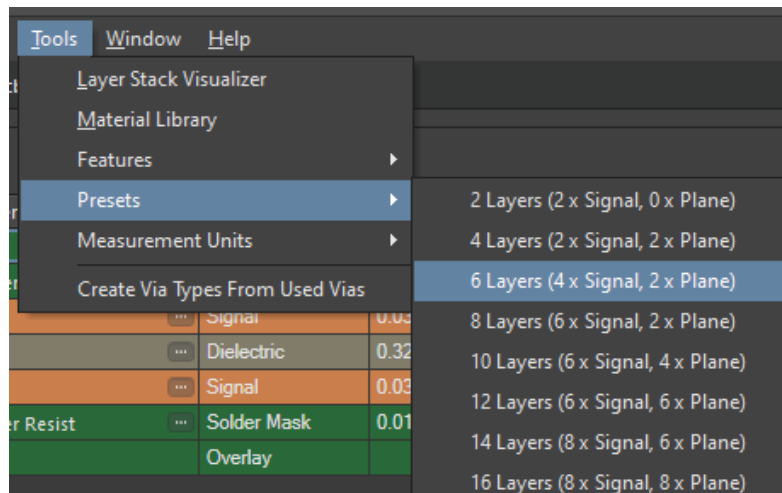 Tools Window Help
Layer Stack Visualizer
Material Library
Features
Presets
Measurement Units
Create Via Types From Used Vias
2 Layers (2 x Signal, 0 x Plane)
4 Layers (2 x Signal, 2 x Plane)
6 Layers (4 x Signal, 2 x Plane)
8 Layers (6 x Signal, 2 x Plane)
10 Layers (6 x Signal, 4 x Plane)
12 Layers (6 x Signal, 6 x Plane)
14 Layers (8 x Signal, 6 x Plane)
16 Layers (8 x Signal, 8 x Plane)
Signal 0.03
Dielectric 0.32
Signal 0.03
Resist Solder Mask 0.01
Overlay